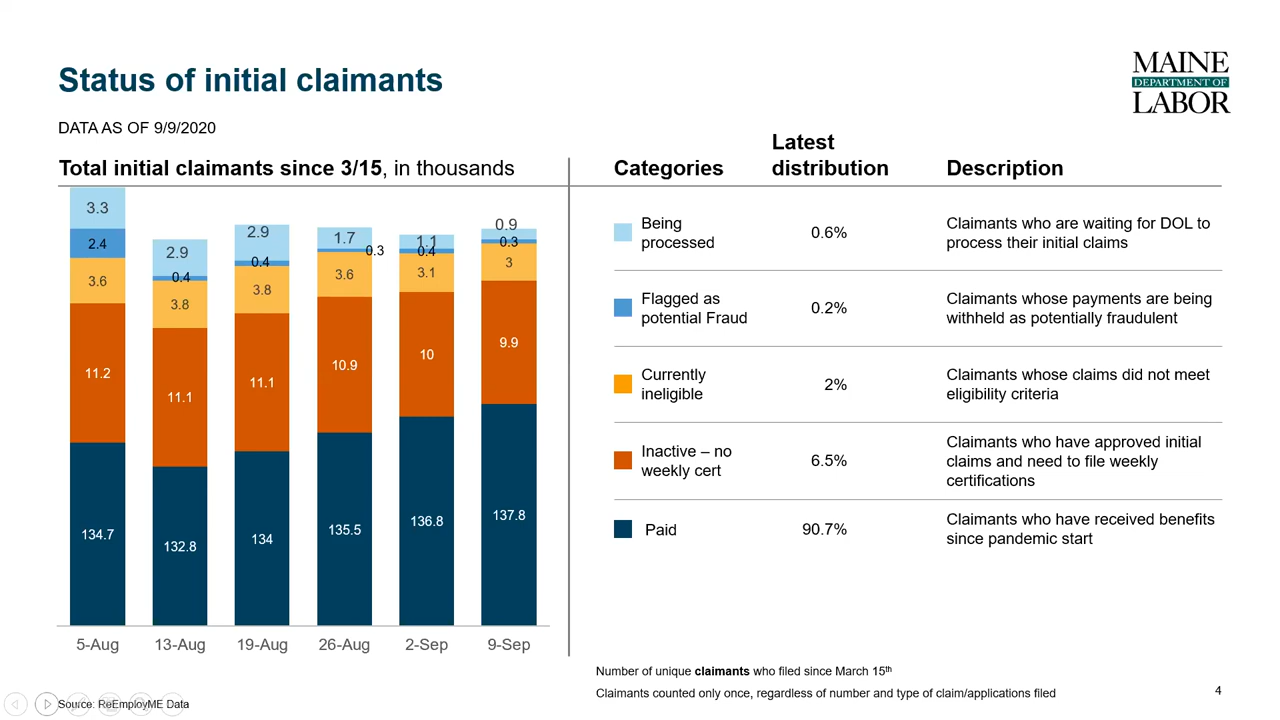 Status of initial claimants
MAINE
DEPARTMENT OF
LABOR
DATA AS OF 9/9/2020
Total initial claimants since 3/15, in thousands
Categories
Latest
distribution
Description
3.3
2.4
3.6
11.2
134.7
2.9
0.4
3.8
11.1
132.8
2.9
0.4
3.8
11.1
134
1.7
0.3
3.6
10.9
135.5
1.1
0.4
3.1
10
136.8
0.9
0.3
3
9.9
137.8
5-Aug
13-Aug
19-Aug
26-Aug
2-Sep
9-Sep
Being
processed
0.6%
Claimants who are waiting for DOL to
process their initial claims
Flagged as
potential Fraud
0.2%
Claimants whose payments are being
withheld as potentially fraudulent
Currently
ineligible
2%
Claimants whose claims did not meet
eligibility criteria
Inactive – no
weekly cert
6.5%
Claimants who have approved initial
claims and need to file weekly
certifications
Paid
90.7%
Claimants who have received benefits
since pandemic start
Number of unique claimants who filed since March 15th
Claimants counted only once, regardless of number and type of claim/applications filed
4
Source: ReEmployME Data